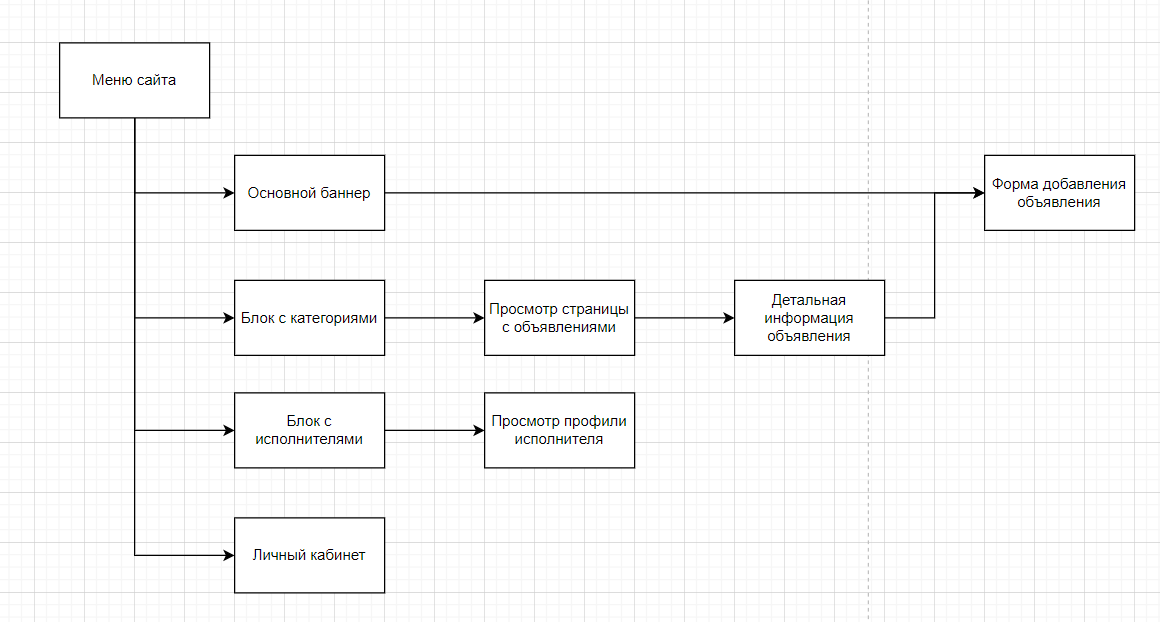 Меню сайта
Основной баннер
Форма добавления
объявления
Блок с категориями
Просмотр страницы
с объявлениями
Детальная
информация
объявления
Блок с
исполнителями
Просмотр профили
исполнителя
Личный кабинет